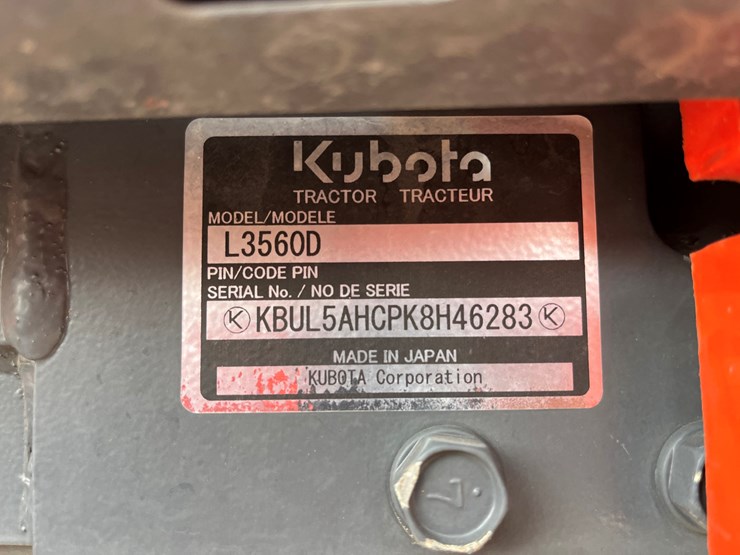 Kubota
TRACTOR TRACTEUR
MODEL/MODELE
L3560D
PIN/CODE PIN
SERIAL No. / NO DE SERIE
KBUL5AHCPK8H46283
MADE IN JAPAN
KUBOTA Corporation
7